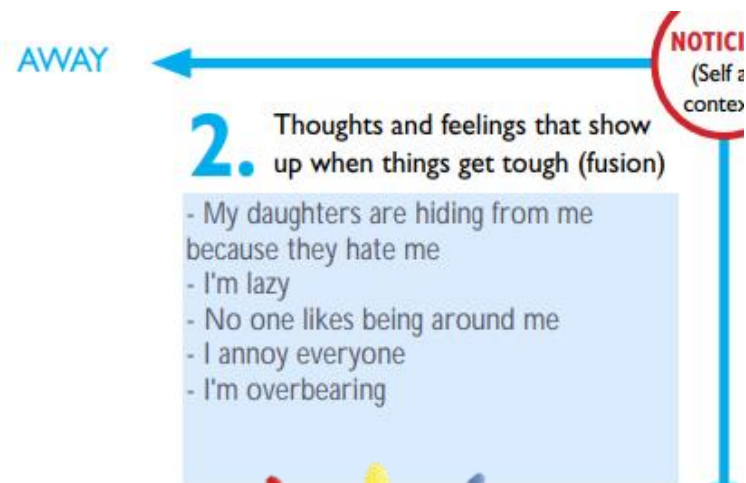 AWAY
NOTICI
(Self a
contex
2.
Thoughts and feelings that show
up when things get tough (fusion)
- My daughters are hiding from me
because they hate me
- I'm lazy
- No one likes being around me
- I annoy everyone
- I'm overbearing